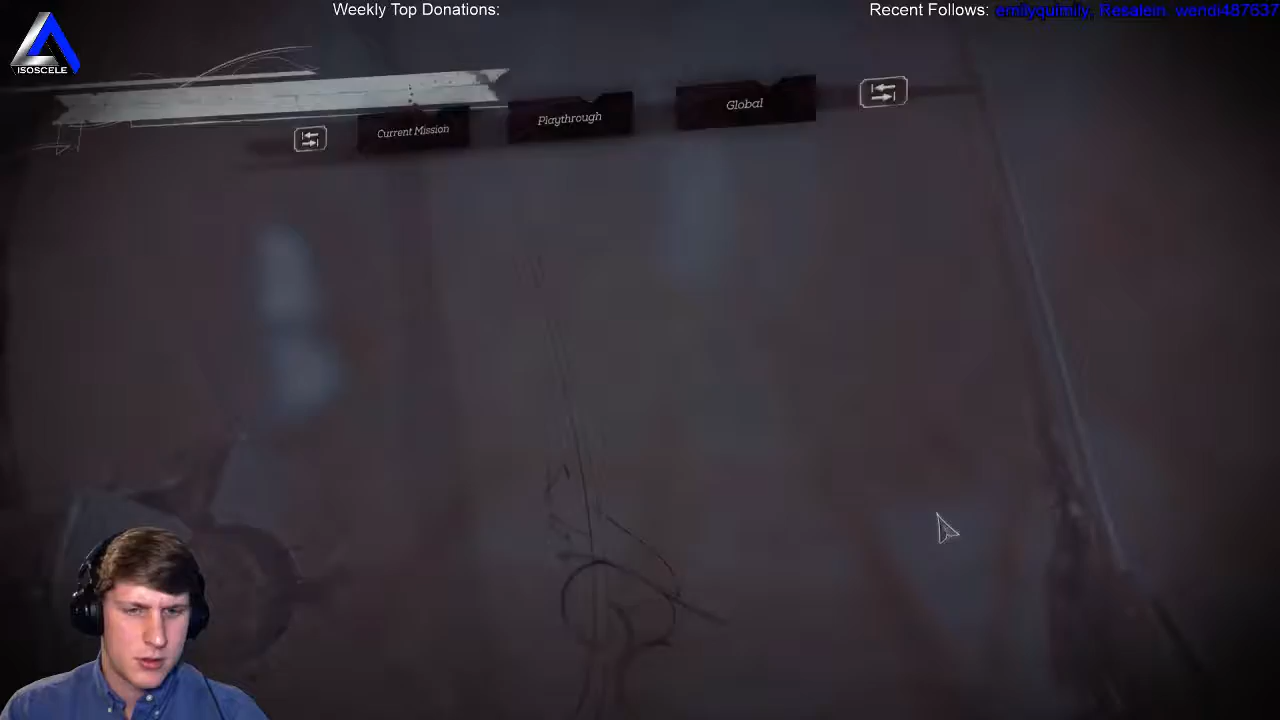 Weekly Top Donations:
Recent Follows: emilyquimily, Resalein, wendi487637
ISOSCELE
Current Mission
Playthrough
Global